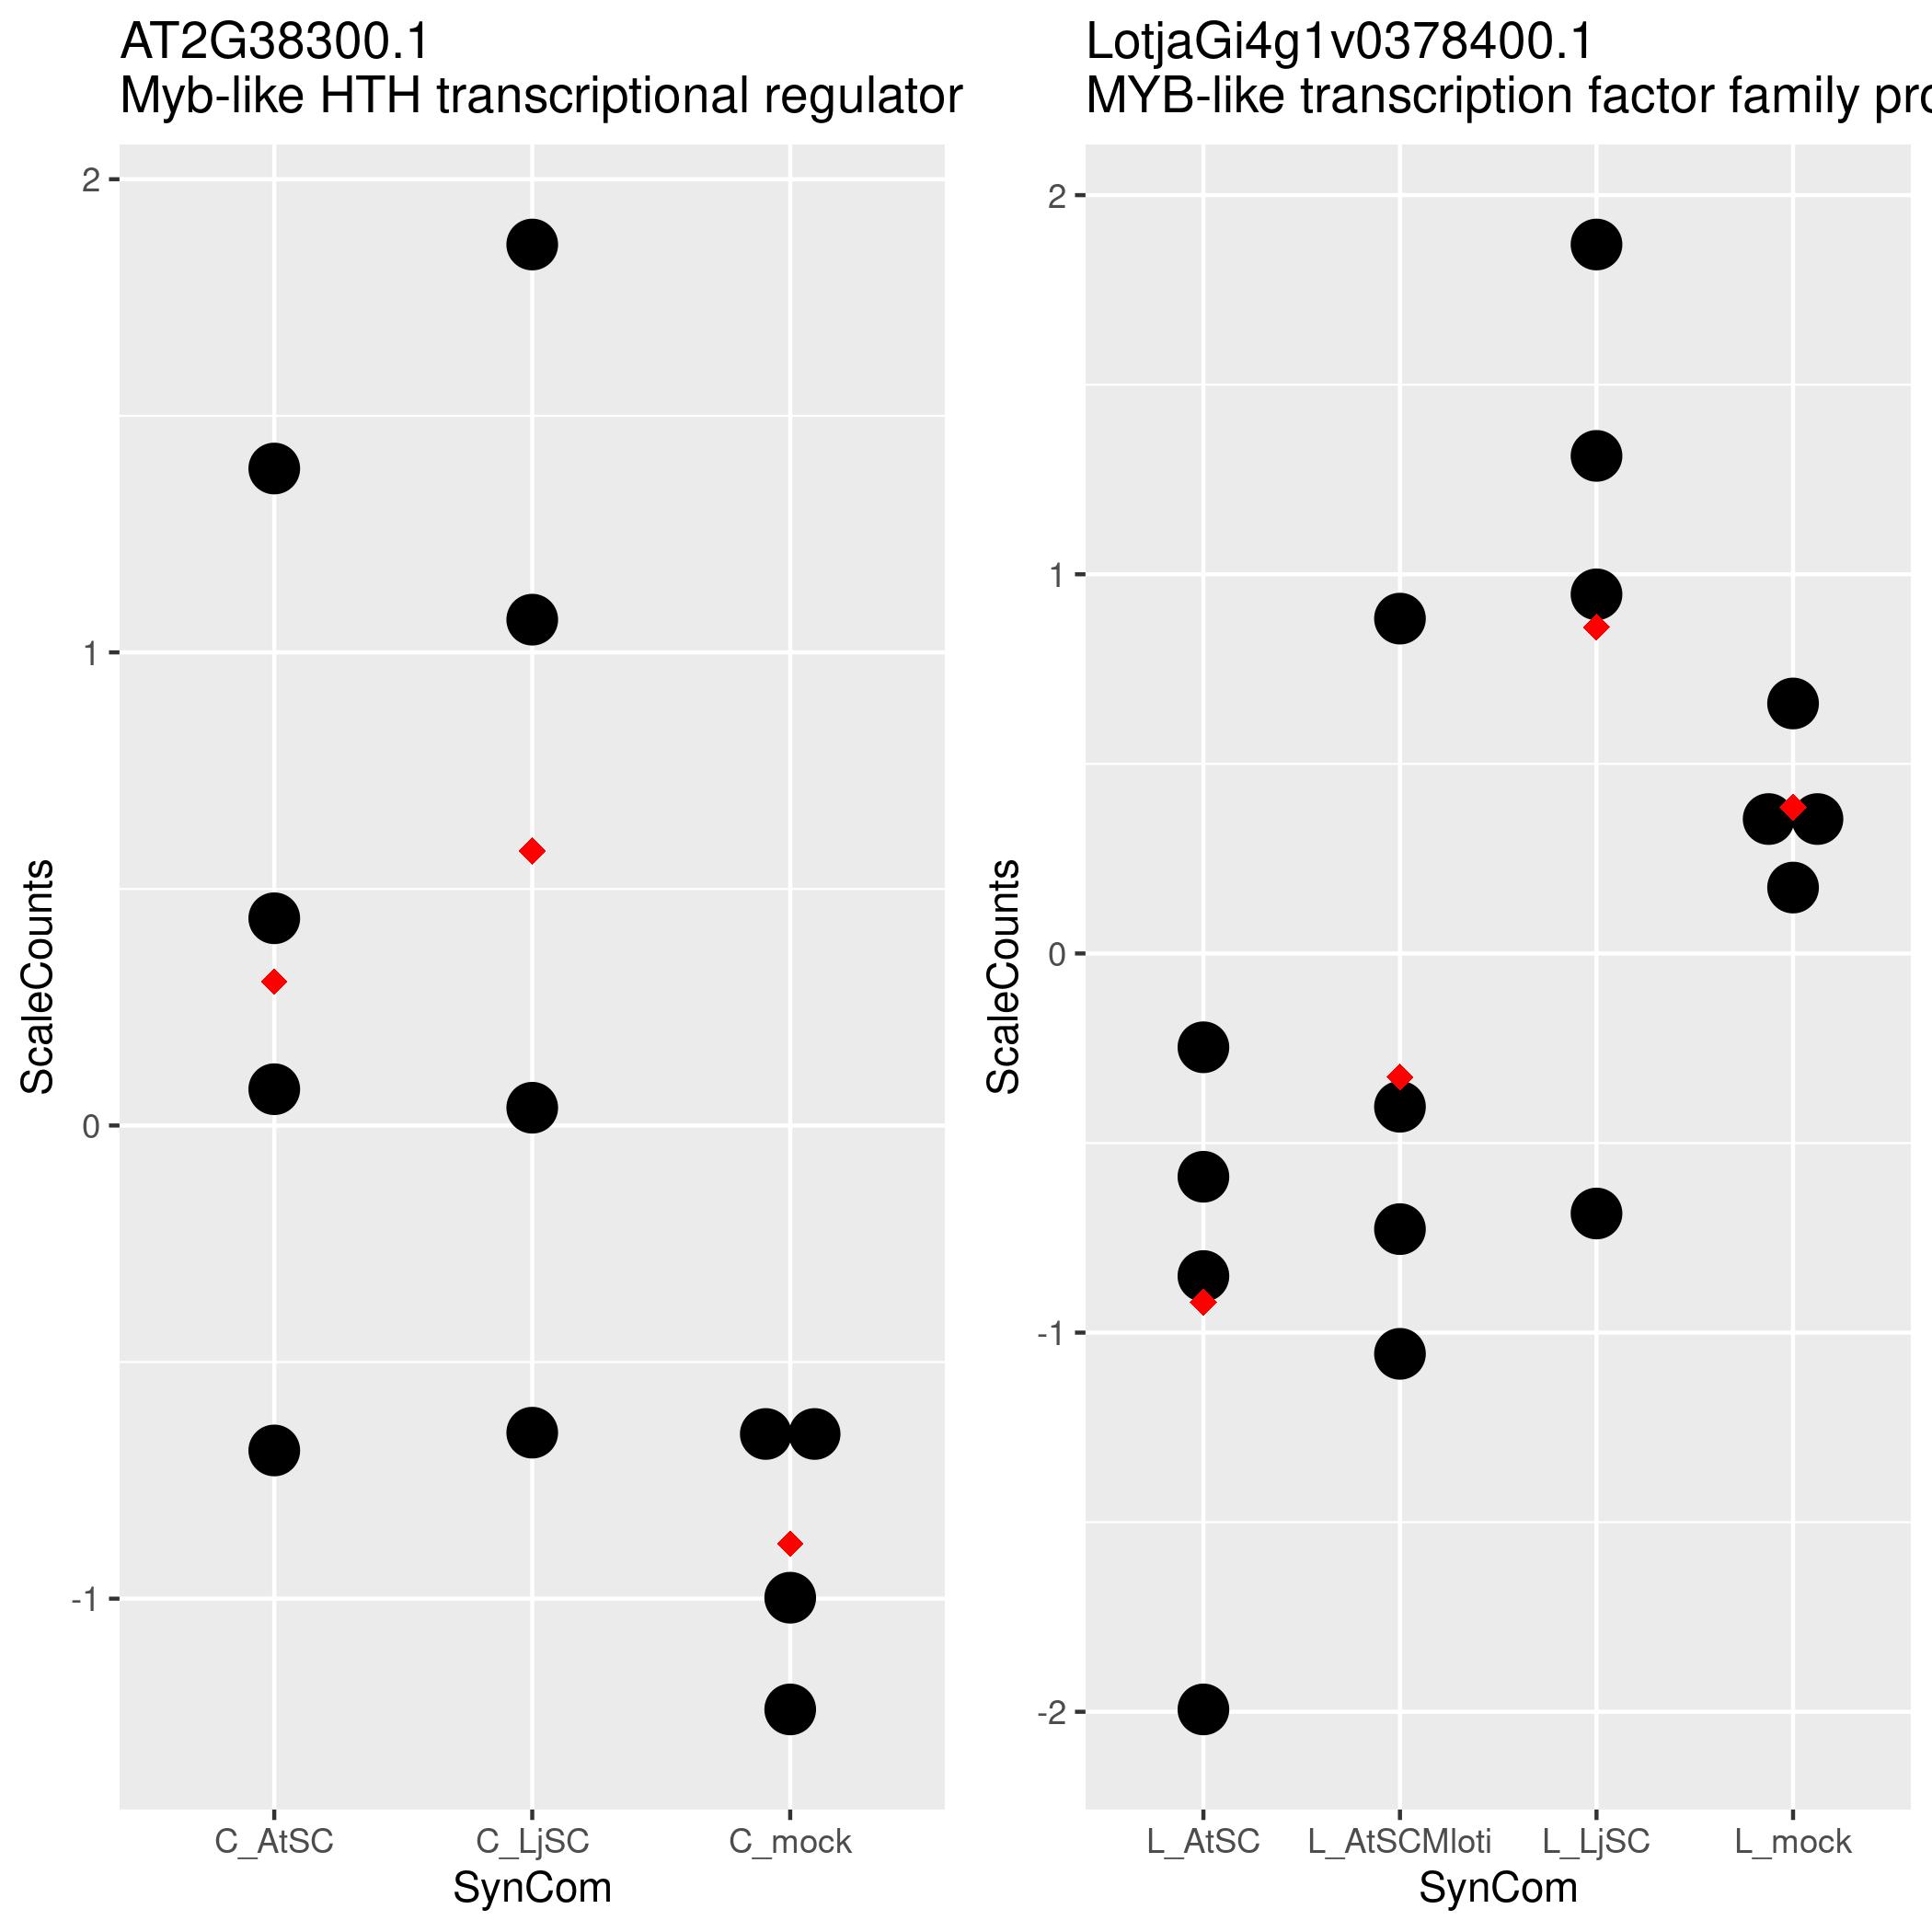 AT2G38300.1
Myb-like HTH transcriptional regulator
ScaleCounts
2
1
0
-1
C_AtSC C_LjSC C_mock
SynCom
LotjaGi4g1v0378400.1
MYB-like transcription factor family pro
ScaleCounts
2
1
0
-1
-2
L_AtSC L_AtSCMloti L_LjSC L_mock
SynCom